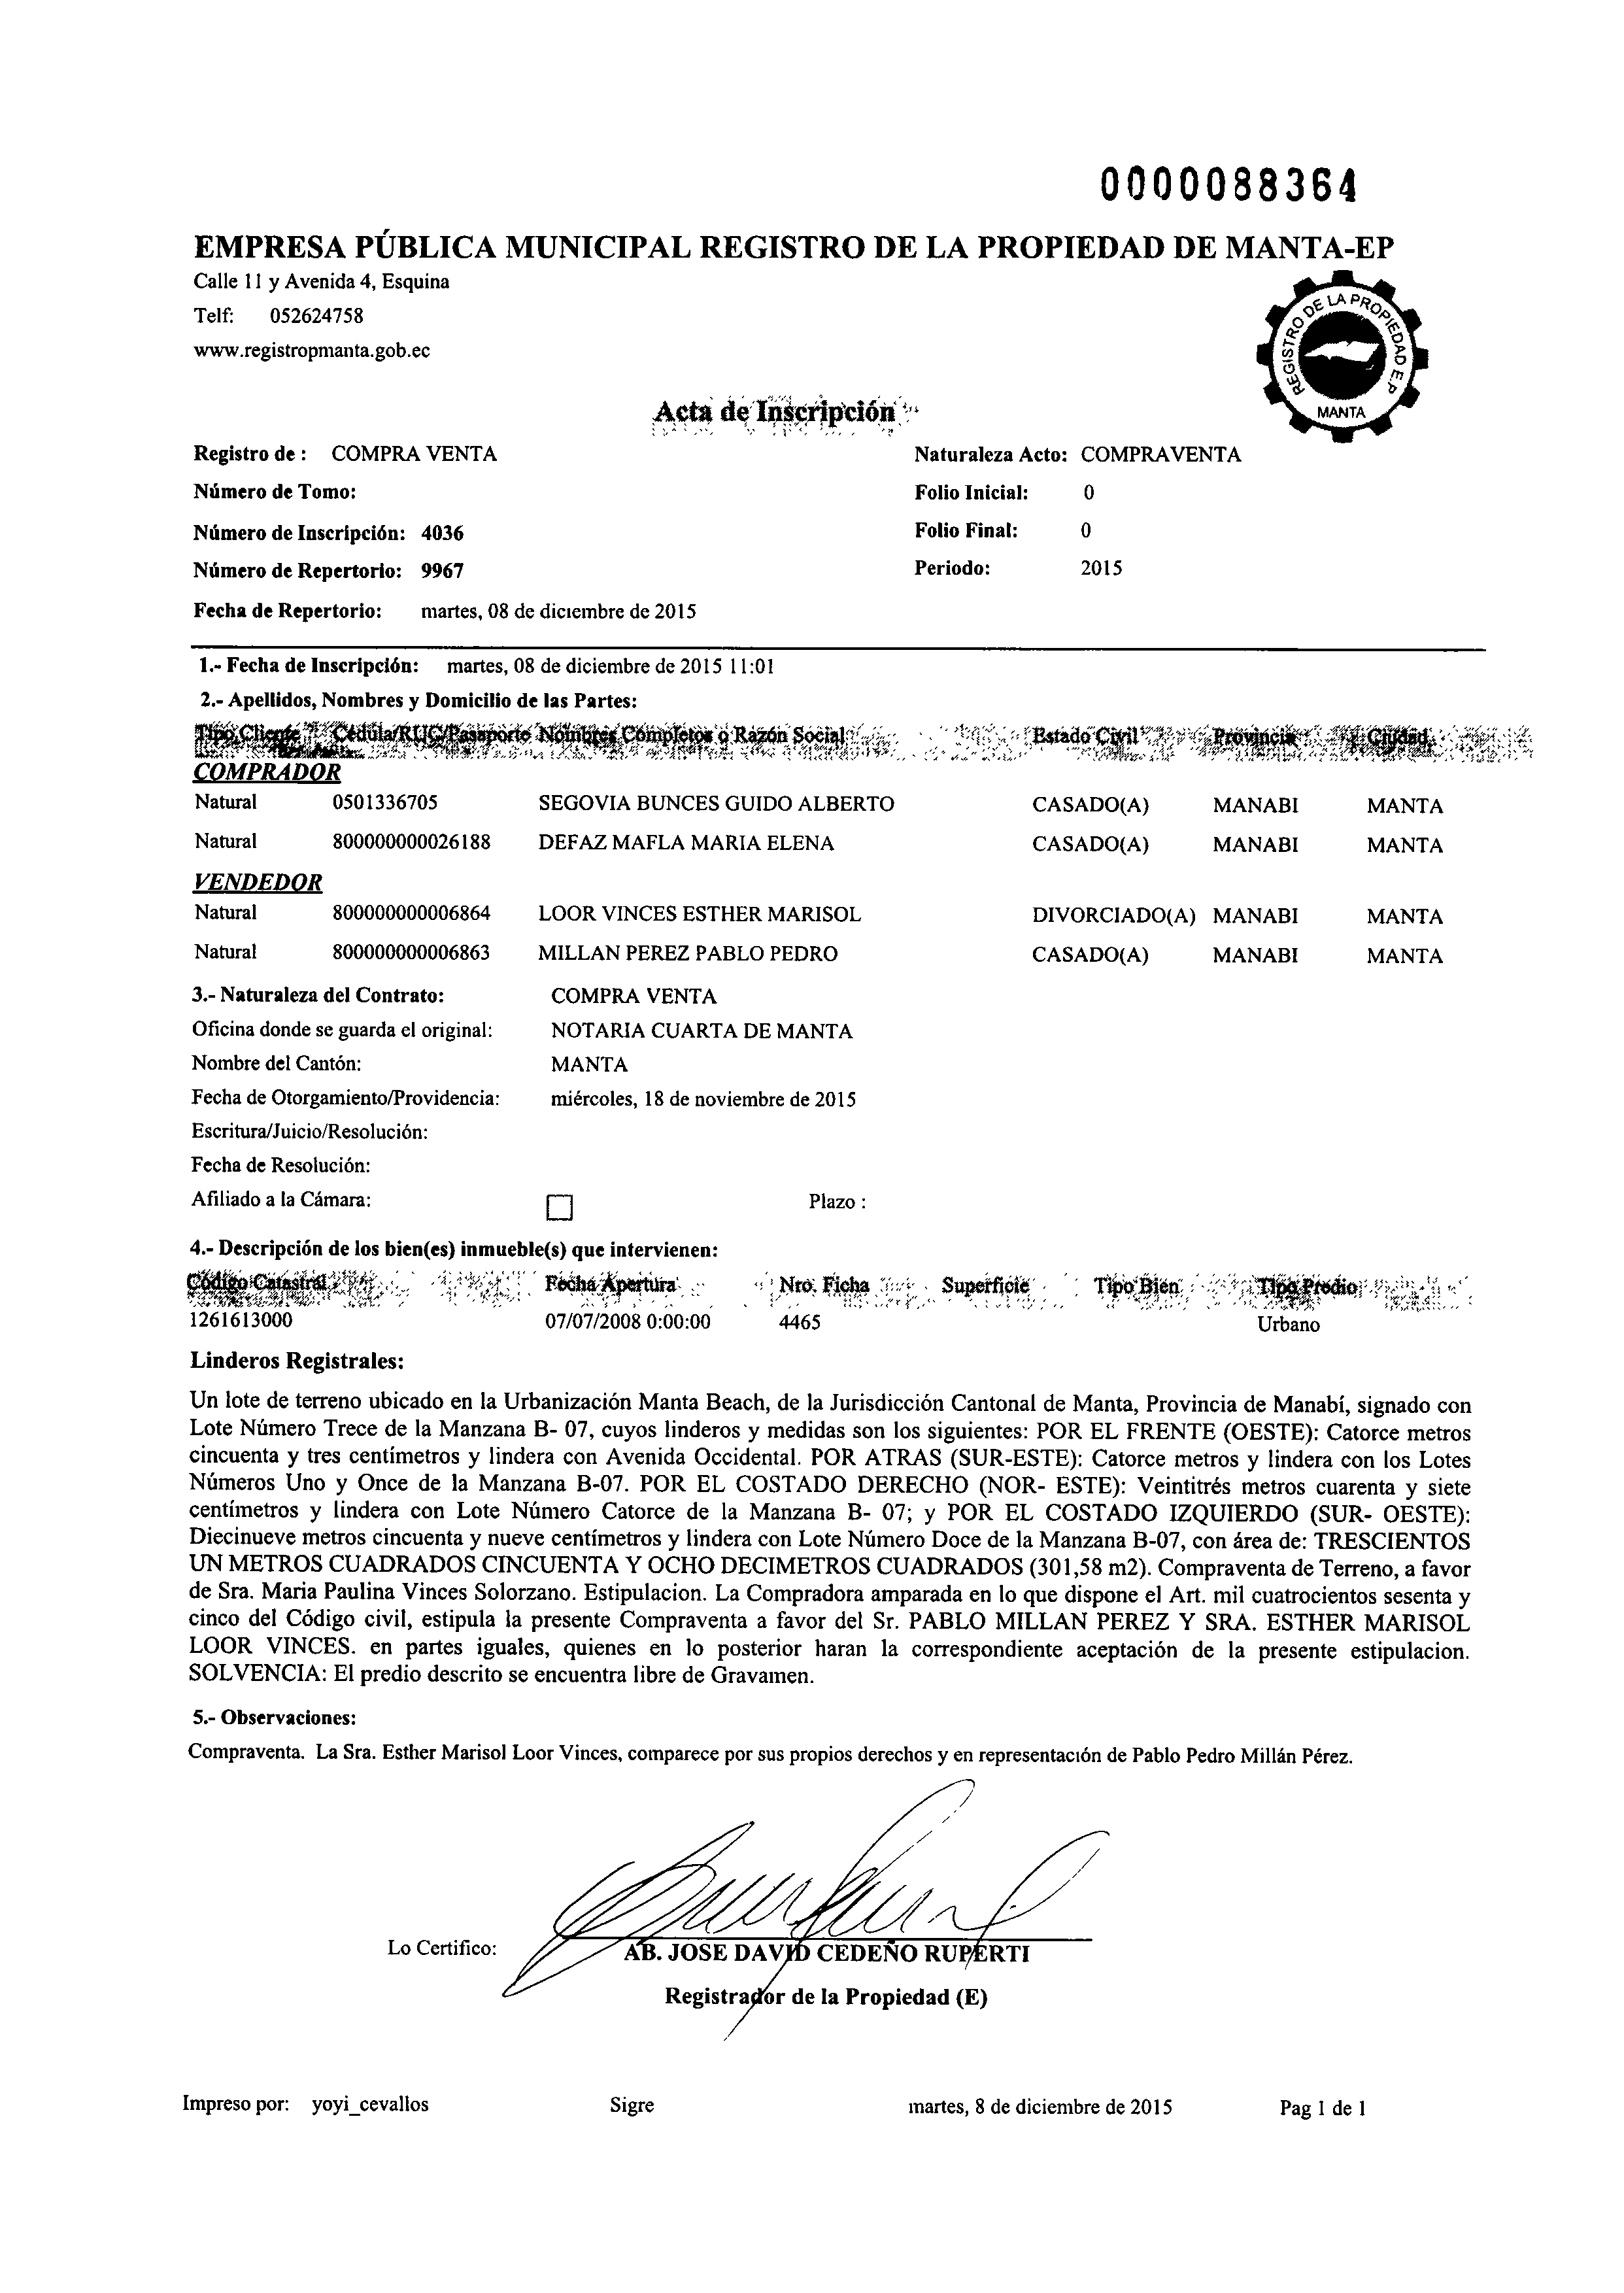 0000088364
EMPRESA PÚBLICA MUNICIPAL REGISTRO DE LA PROPIEDAD DE MANTA-EP
Calle 11 y Avenida 4, Esquina
Telf: 052624758
www.registropmanta.gob.ec
REGISTRO DE LA PROPIEDAD E.P
MANTA
Acta de Inscripción
Registro de : COMPRA VENTA Naturaleza Acto: COMPRAVENTA
Número de Tomo: Folio Inicial: 0
Número de Inscripción: 4036 Folio Final: 0
Número de Repertorio: 9967 Periodo: 2015
Fecha de Repertorio: martes, 08 de diciembre de 2015
1.- Fecha de Inscripción: martes, 08 de diciembre de 2015 11:01
2.- Apellidos, Nombres y Domicilio de las Partes:
Tipo Cliente Cédula/RUC/Pasaporte Nombres Completos o Razón Social Estado Civil Provincia Ciudad
COMPRADOR
Natural 0501336705 SEGOVIA BUNCES GUIDO ALBERTO CASADO(A) MANABI MANTA
Natural 800000000026188 DEFAZ MAFLA MARIA ELENA CASADO(A) MANABI MANTA
VENDEDOR
Natural 800000000006864 LOOR VINCES ESTHER MARISOL DIVORCIADO(A) MANABI MANTA
Natural 800000000006863 MILLAN PEREZ PABLO PEDRO CASADO(A) MANABI MANTA
3.- Naturaleza del Contrato: COMPRA VENTA
Oficina donde se guarda el original: NOTARIA CUARTA DE MANTA
Nombre del Cantón: MANTA
Fecha de Otorgamiento/Providencia: miércoles, 18 de noviembre de 2015
Escritura/Juicio/Resolución:
Fecha de Resolución:
Afiliado a la Cámara: Plazo :
4.- Descripción de los bien(es) inmueble(s) que intervienen:
Código Catastral Fecha Apertura Nro. Ficha Superficie Tipo Bien Tipo Predio
1261613000 07/07/2008 0:00:00 4465 Urbano
Linderos Registrales:
Un lote de terreno ubicado en la Urbanización Manta Beach, de la Jurisdicción Cantonal de Manta, Provincia de Manabí, signado con
Lote Número Trece de la Manzana B- 07, cuyos linderos y medidas son los siguientes: POR EL FRENTE (OESTE): Catorce metros
cincuenta y tres centímetros y lindera con Avenida Occidental. POR ATRAS (SUR-ESTE): Catorce metros y lindera con los Lotes
Números Uno y Once de la Manzana B-07. POR EL COSTADO DERECHO (NOR- ESTE): Veintitrés metros cuarenta y siete
centímetros y lindera con Lote Número Catorce de la Manzana B- 07; y POR EL COSTADO IZQUIERDO (SUR- OESTE):
Diecinueve metros cincuenta y nueve centímetros y lindera con Lote Número Doce de la Manzana B-07, con área de: TRESCIENTOS
UN METROS CUADRADOS CINCUENTA Y OCHO DECIMETROS CUADRADOS (301,58 m2). Compraventa de Terreno, a favor
de Sra. Maria Paulina Vinces Solorzano. Estipulacion. La Compradora amparada en lo que dispone el Art. mil cuatrocientos sesenta y
cinco del Código civil, estipula la presente Compraventa a favor del Sr. PABLO MILLAN PEREZ Y SRA. ESTHER MARISOL
LOOR VINCES. en partes iguales, quienes en lo posterior haran la correspondiente aceptación de la presente estipulacion.
SOLVENCIA: El predio descrito se encuentra libre de Gravamen.
5.- Observaciones:
Compraventa. La Sra. Esther Marisol Loor Vinces, comparece por sus propios derechos y en representación de Pablo Pedro Millán Pérez.
Lo Certifico: AB. JOSE DAVID CEDEÑO RUPERTI
Registrador de la Propiedad (E)
Impreso por: yoyi_cevallos Sigre martes, 8 de diciembre de 2015 Pag 1 de 1